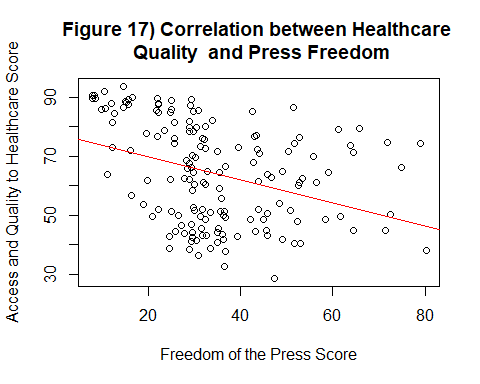 Figure 17) Correlation between Healthcare
Quality and Press Freedom
Access and Quality to Healthcare Score
90
70
50
30
20
40
60
80
Freedom of the Press Score